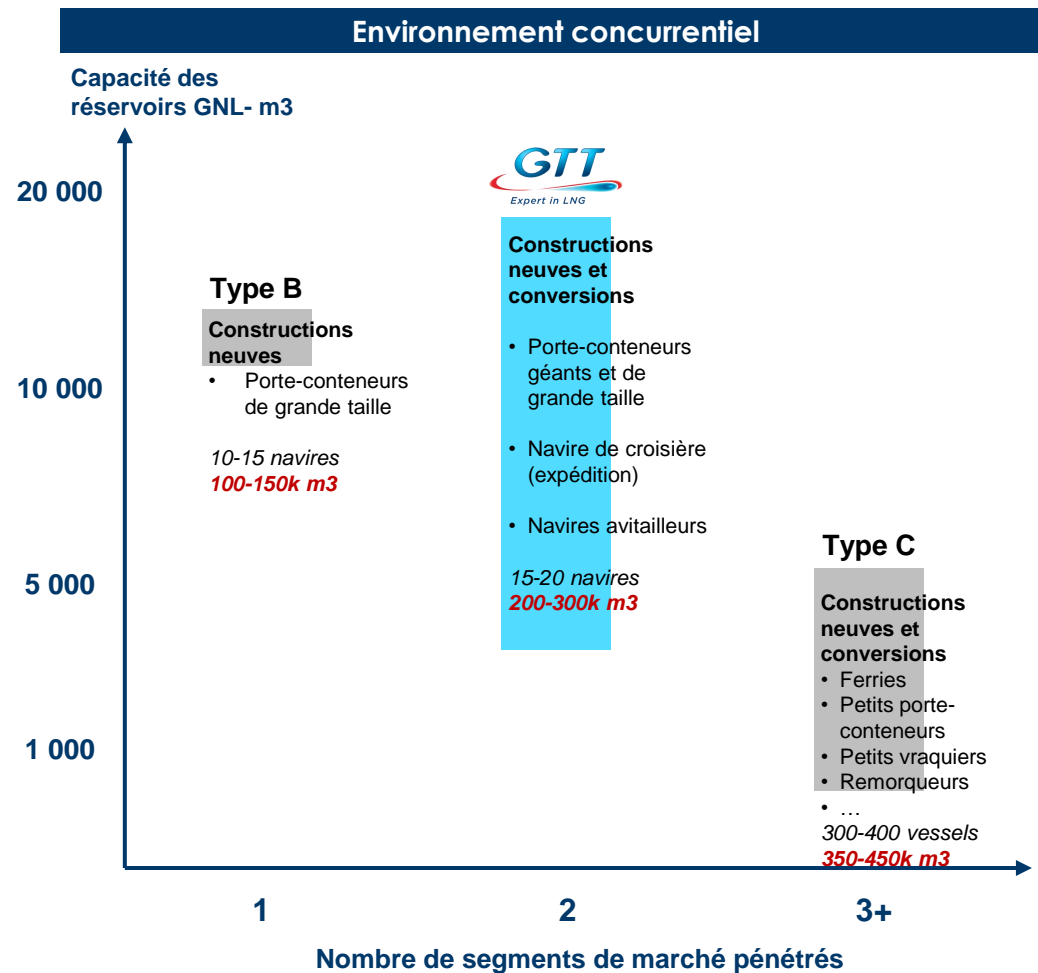 Environnement concurrentiel
Capacité des
réservoirs GNL- m3
20 000
10 000
5 000
1 000
Type B
Constructions
neuves
• Porte-conteneurs
de grande taille
10-15 navires
100-150k m3
GTT
Expert in LNG
Constructions
neuves et
conversions
• Porte-conteneurs
géants et de
grande taille
• Navire de croisière
(expédition)
• Navires avitailleurs
15-20 navires
200-300k m3
Type C
Constructions
neuves et
conversions
• Ferries
• Petits porte-
conteneurs
• Petits vraquiers
• Remorqueurs
• …
300-400 vessels
350-450k m3
1
2
3+
Nombre de segments de marché pénétrés